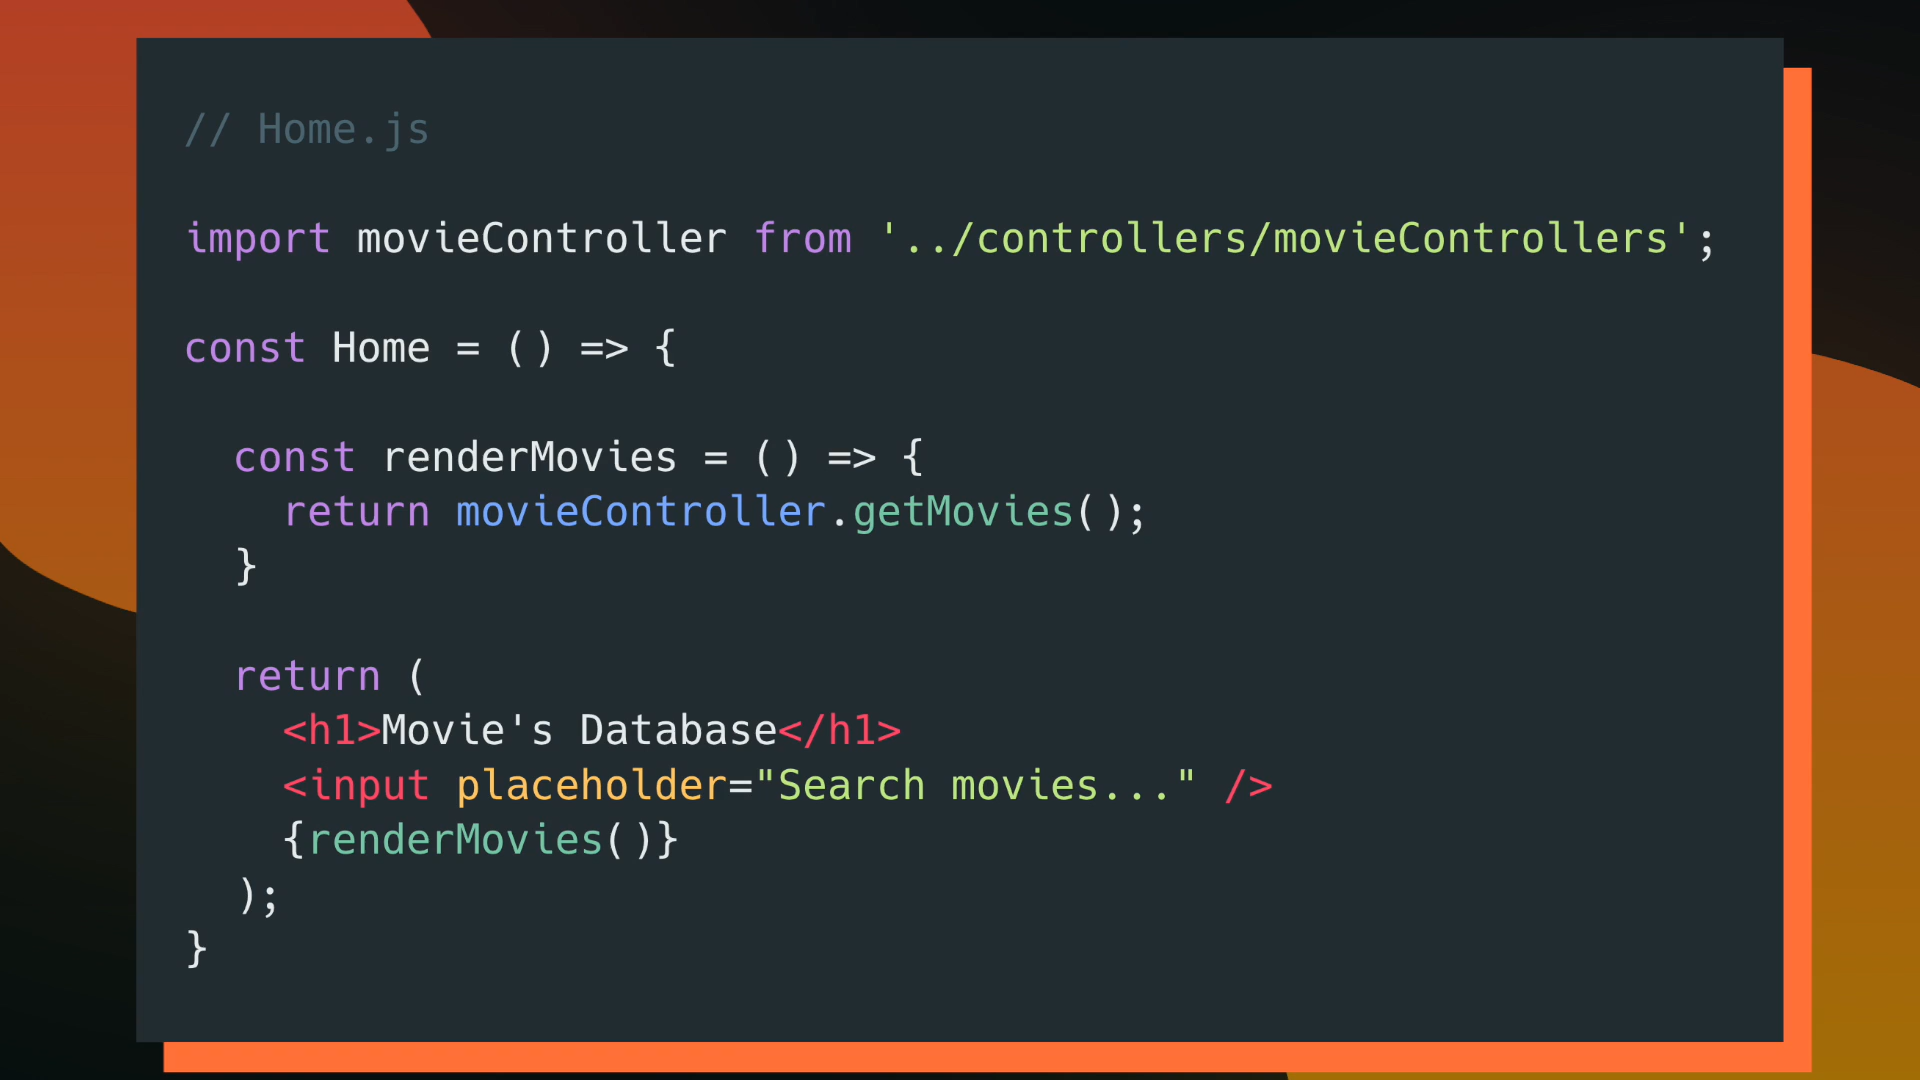 // Home.js
import movieController from '../controllers/movieControllers';
const Home = () => {
const renderMovies = () => {
return movieController.getMovies();
}
return (
<h1>Movie's Database</h1>
<input placeholder="Search movies..." />
{renderMovies()}
);
}